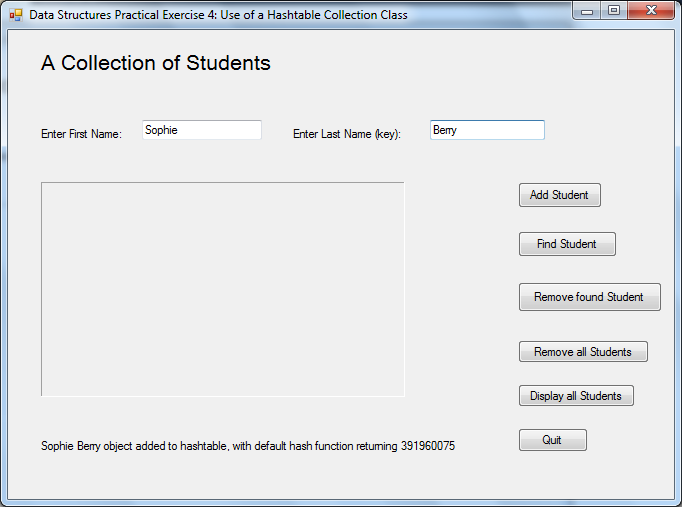 Data Structures Practical Exercise 4: Use of a Hashtable Collection Class
A Collection of Students
Enter First Name: Sophie Enter Last Name (key): Berry
Add Student
Find Student
Remove found Student
Remove all Students
Display all Students
Quit
Sophie Berry object added to hashtable, with default hash function returning 391960075